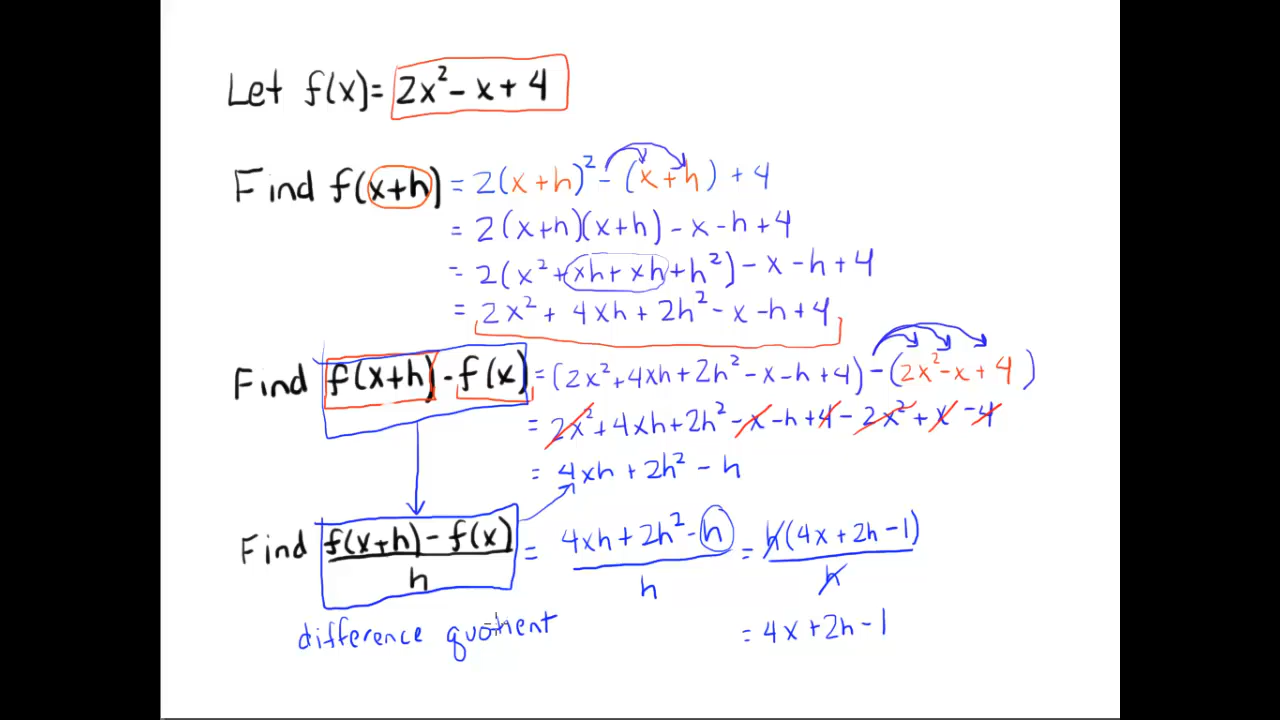 Let f(x)= 2x² - x + 4
Find f(x+h) = 2(x+h)² - (x+h) + 4
= 2(x+h)(x+h) - x - h + 4
= 2(x² + xh + xh + h²) - x - h + 4
= 2x² + 4xh + 2h² - x - h + 4
Find f(x+h) - f(x) = (2x² + 4xh + 2h² - x - h + 4) - (2x² - x + 4)
= 2x² + 4xh + 2h² - x - h + 4 - 2x² + x - 4
= 4xh + 2h² - h
Find f(x+h) - f(x) / h = 4xh + 2h² - h / h = h(4x + 2h - 1) / h
difference quotient = 4x + 2h - 1